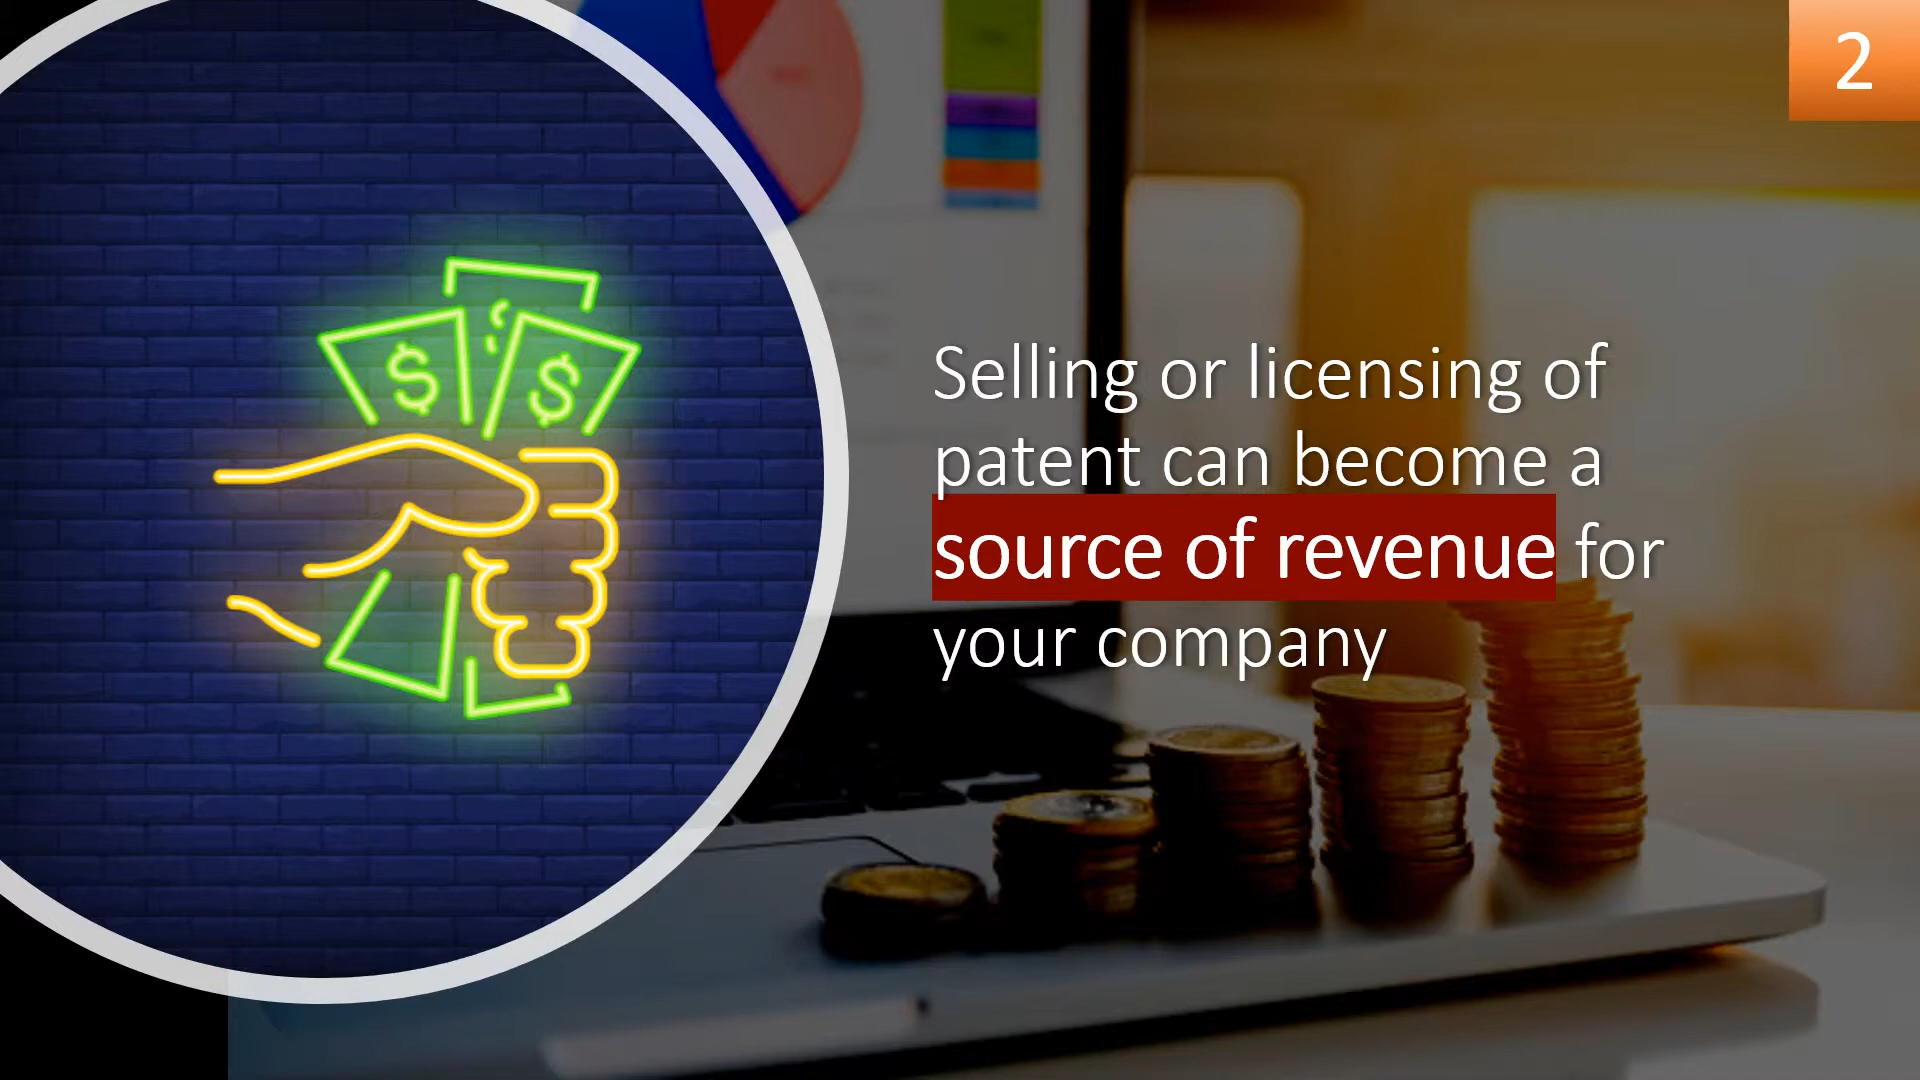 2
$ $
Selling or licensing of
patent can become a
source of revenue for
your company